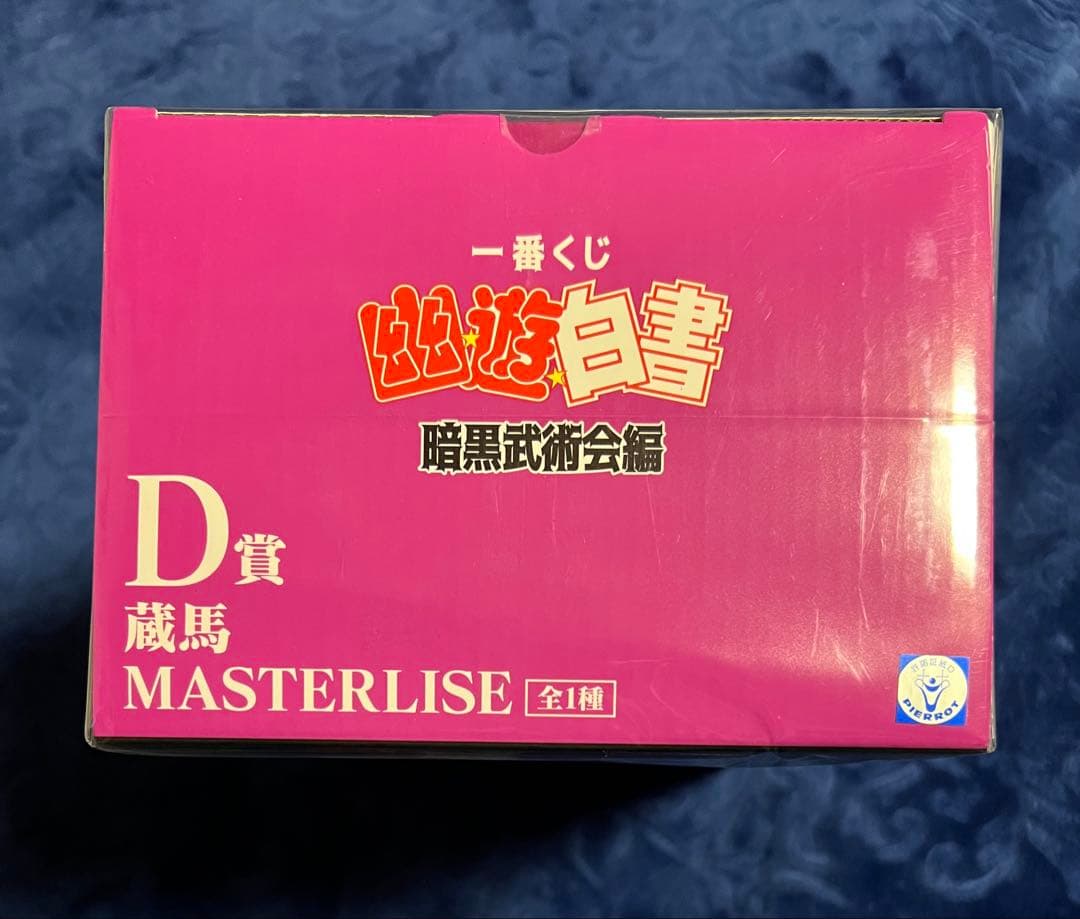 一番くじ
幽☆遊☆白書
暗黒武術会編
D賞
蔵馬
MASTERLISE 全1種
PIERROT